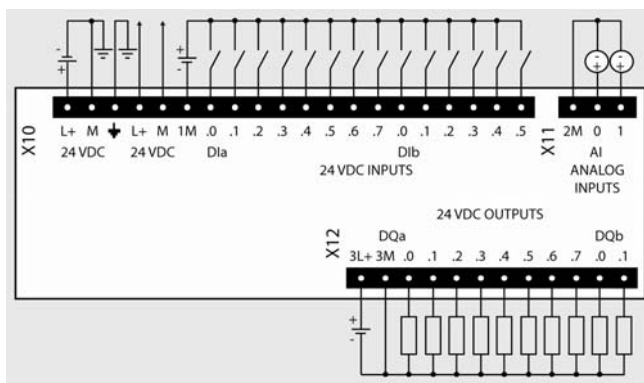 - + - +
- + - +
X10
L+ M L+ M 1M .0 .1 .2 .3 .4 .5 .6 .7 .0 .1 .2 .3 .4 .5
24 VDC 24 VDC DIa DIb
24 VDC INPUTS
X11
2M 0 1
AI
ANALOG
INPUTS
24 VDC OUTPUTS
X12
DQa DQb
3L+ 3M .0 .1 .2 .3 .4 .5 .6 .7 .0 .1
+
-